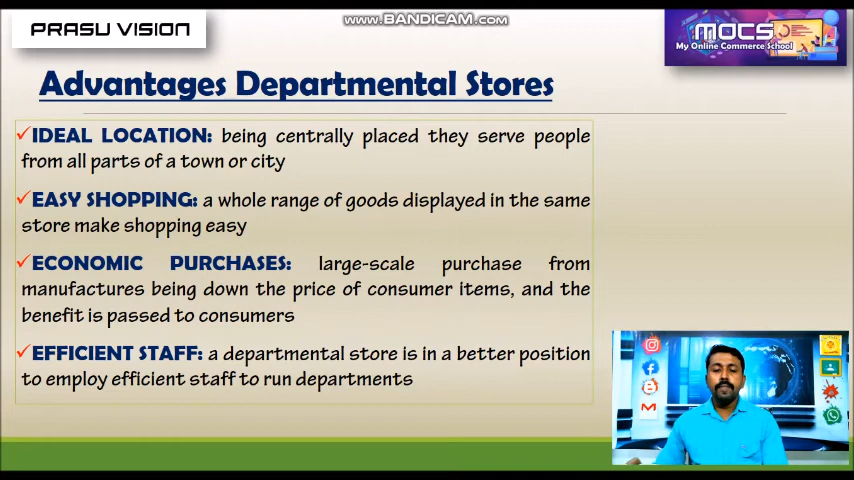 www.BANDICAM.com
PRASU VISION
MOCS
My Online Commerce School
Advantages Departmental Stores
IDEAL LOCATION: being centrally placed they serve people
from all parts of a town or city
EASY SHOPPING: a whole range of goods displayed in the same
store make shopping easy
ECONOMIC PURCHASES: large-scale purchase from
manufactures being down the price of consumer items, and the
benefit is passed to consumers
EFFICIENT STAFF: a departmental store is in a better position
to employ efficient staff to run departments